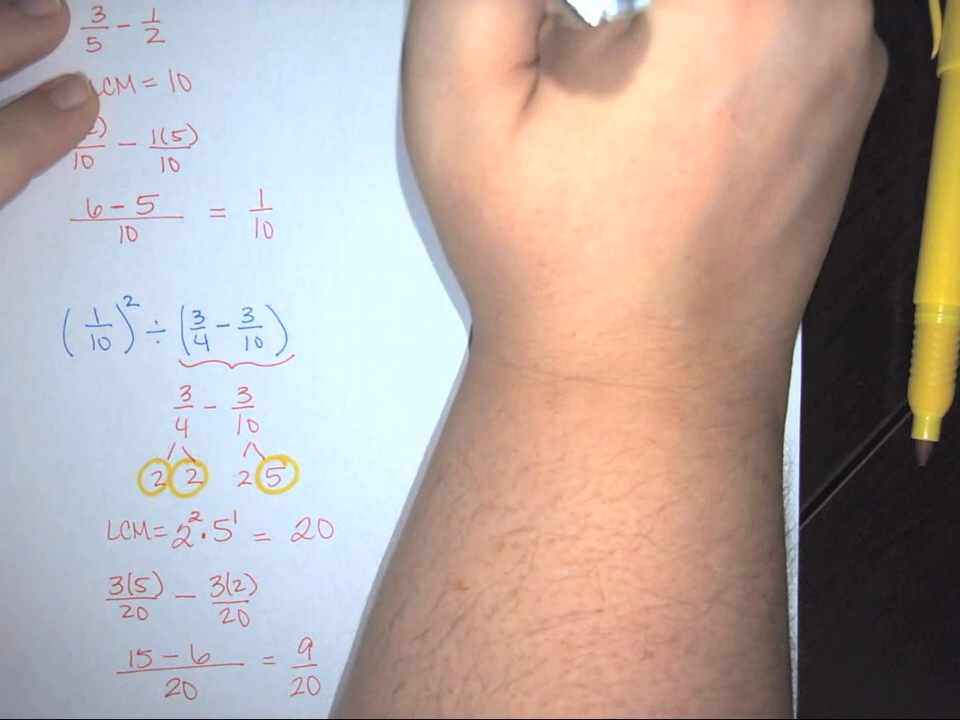 3/5 - 1/2
CM = 10
)/10 - 1(5)/10
6 - 5/10 = 1/10
(1/10)² ÷ (3/4 - 3/10)
3/4 - 3/10
2 2 2 5
LCM = 2² · 5¹ = 20
3(5)/20 - 3(2)/20
15 - 6/20 = 9/20